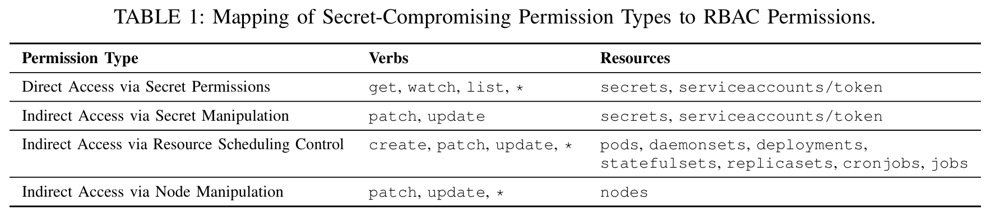 TABLE 1: Mapping of Secret-Compromising Permission Types to RBAC Permissions.
Permission Type Verbs Resources
Direct Access via Secret Permissions get, watch, list, * secrets, serviceaccounts/token
Indirect Access via Secret Manipulation patch, update secrets, serviceaccounts/token
Indirect Access via Resource Scheduling Control create, patch, update, * pods, daemonsets, deployments,
statefulsets, replicasets, cronjobs, jobs
Indirect Access via Node Manipulation patch, update, * nodes